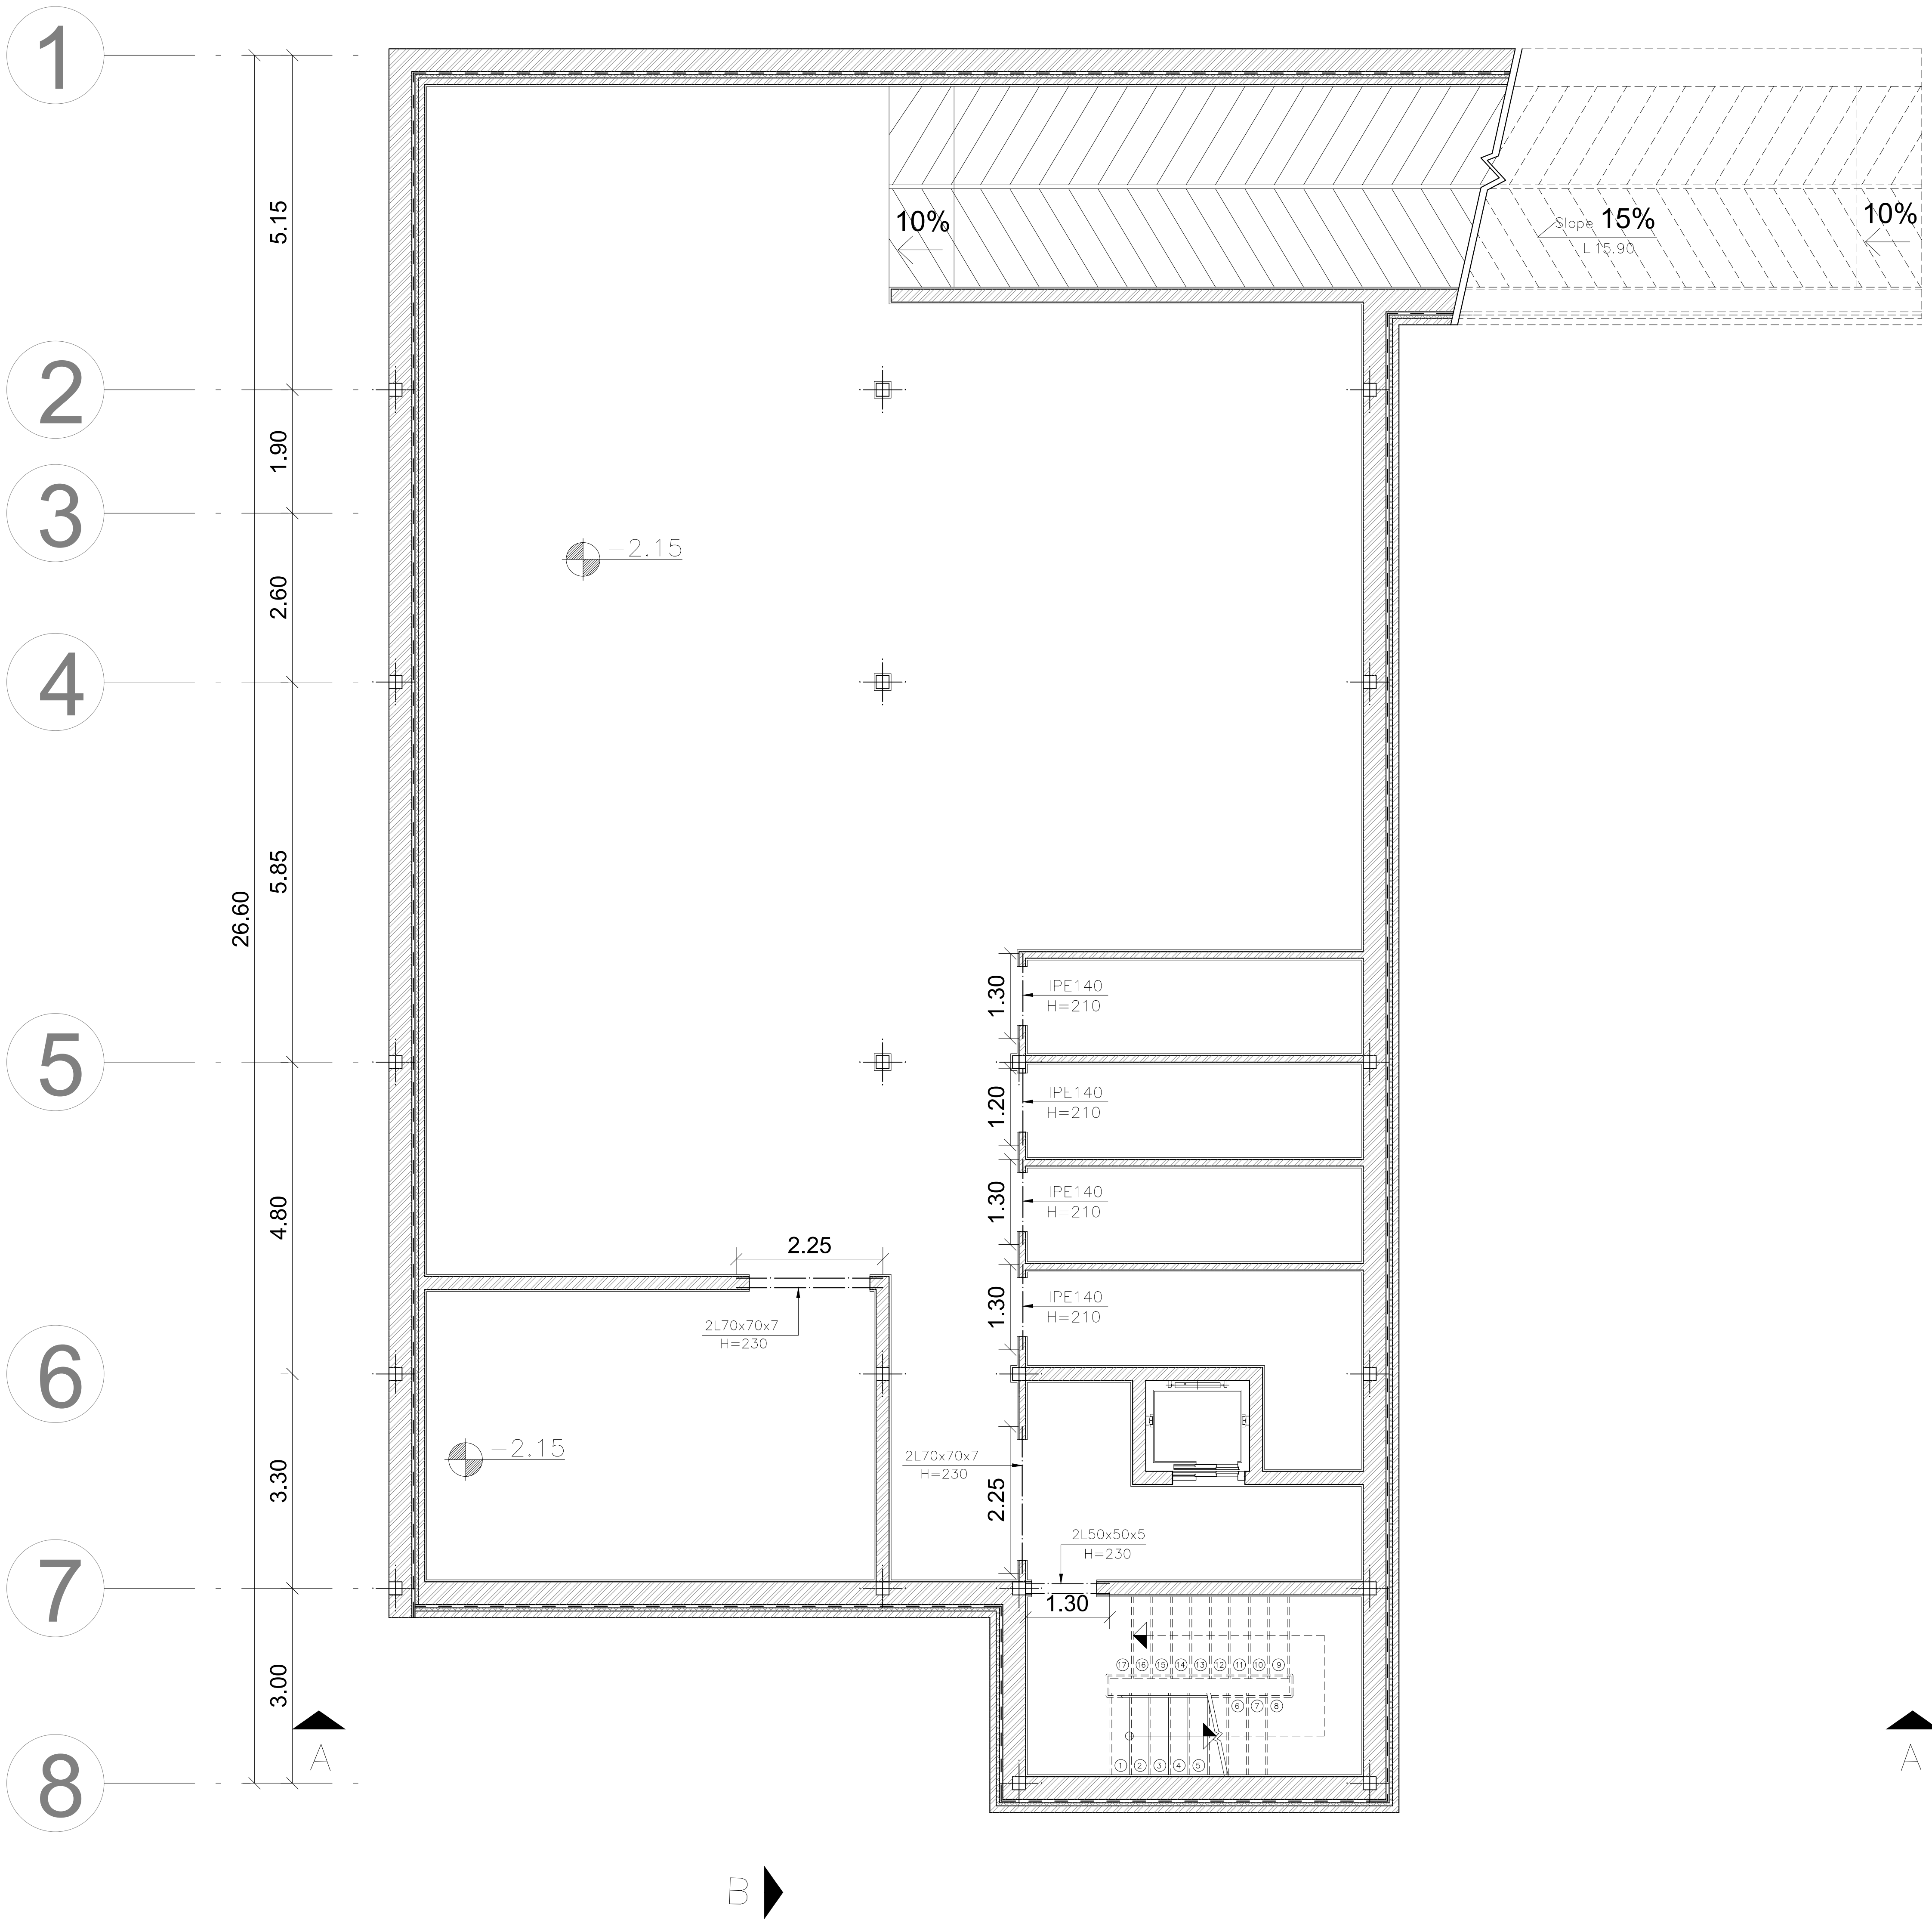 1
5.15
10%
Slope 15%
L 15.90
10%
2
1.90
3
-2.15
2.60
4
5.85
26.60
1.30
IPE140
H=210
5
1.20
IPE140
H=210
4.80
1.30
IPE140
H=210
2.25
1.30
IPE140
H=210
2L70x70x7
H=230
6
-2.15
3.30
2L70x70x7
H=230
2.25
2L50x50x5
H=230
7
1.30
3.00
17 16 15 14 13 12 11 10 9
6 7 8
1 2 3 4 5
A
A
8
B